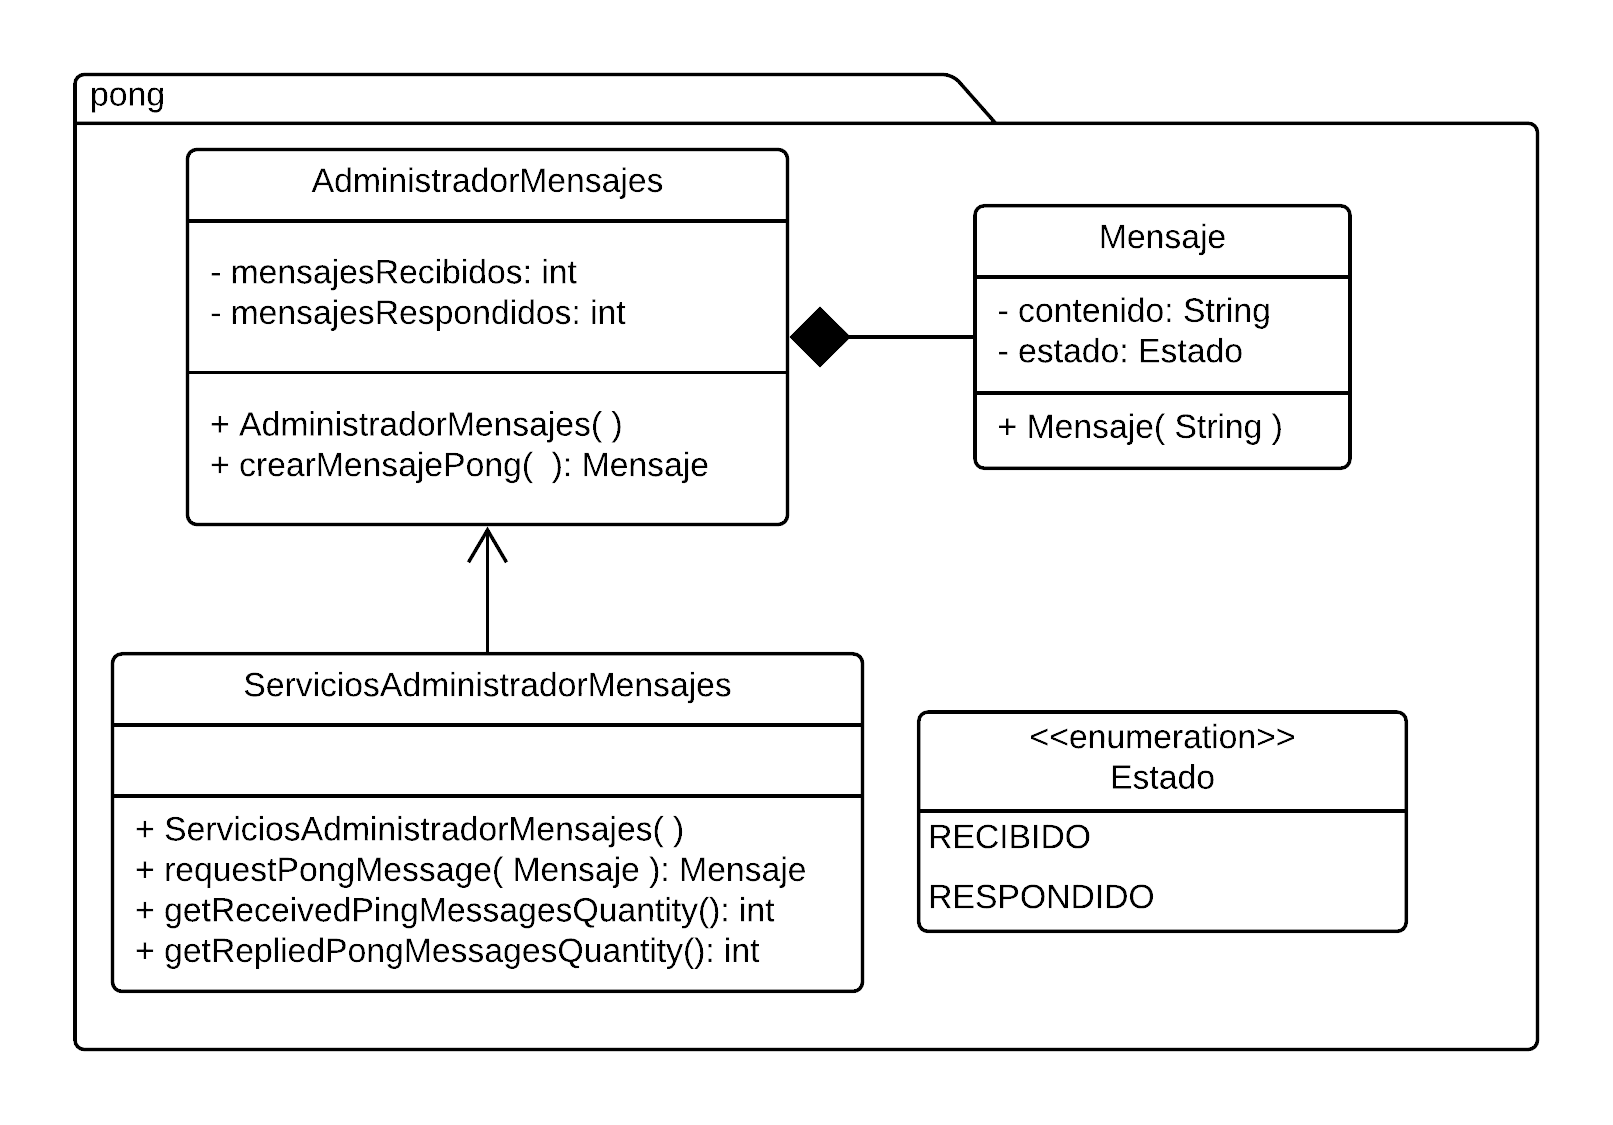 pong
AdministradorMensajes
- mensajesRecibidos: int
- mensajesRespondidos: int
+ AdministradorMensajes( )
+ crearMensajePong(  ): Mensaje
Mensaje
- contenido: String
- estado: Estado
+ Mensaje( String )
ServiciosAdministradorMensajes
+ ServiciosAdministradorMensajes( )
+ requestPongMessage( Mensaje ): Mensaje
+ getReceivedPingMessagesQuantity(): int
+ getRepliedPongMessagesQuantity(): int
<<enumeration>>
Estado
RECIBIDO
RESPONDIDO